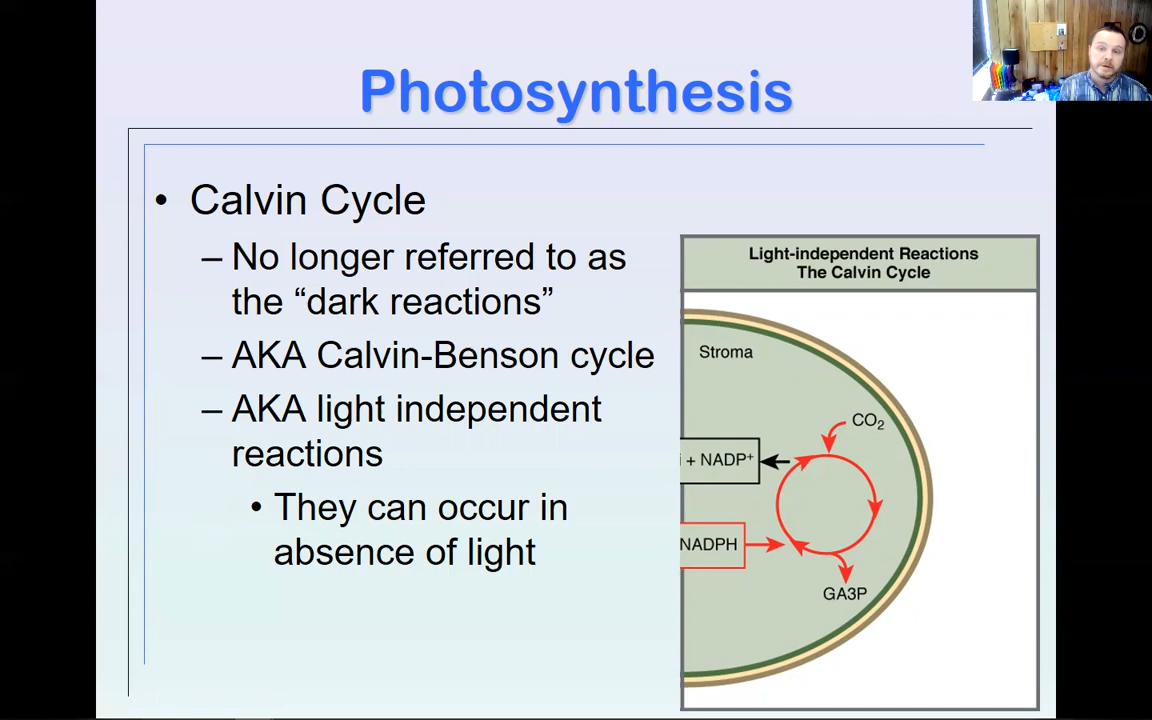 Photosynthesis
• Calvin Cycle
– No longer referred to as
the “dark reactions”
– AKA Calvin-Benson cycle
– AKA light independent
reactions
• They can occur in
absence of light
Light-independent Reactions
The Calvin Cycle
Stroma
CO₂
i + NADP⁺
NADPH
GA3P